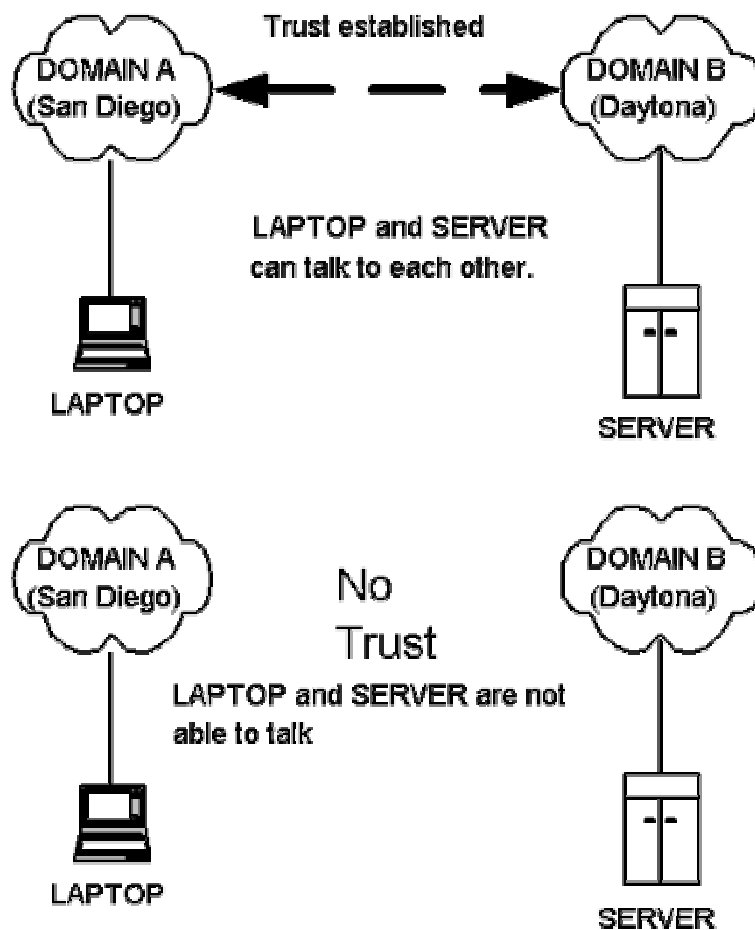 Trust established
DOMAIN A
(San Diego)
DOMAIN B
(Daytona)
LAPTOP and SERVER
can talk to each other.
LAPTOP
SERVER
DOMAIN A
(San Diego)
No
Trust
DOMAIN B
(Daytona)
LAPTOP and SERVER are not
able to talk
LAPTOP
SERVER